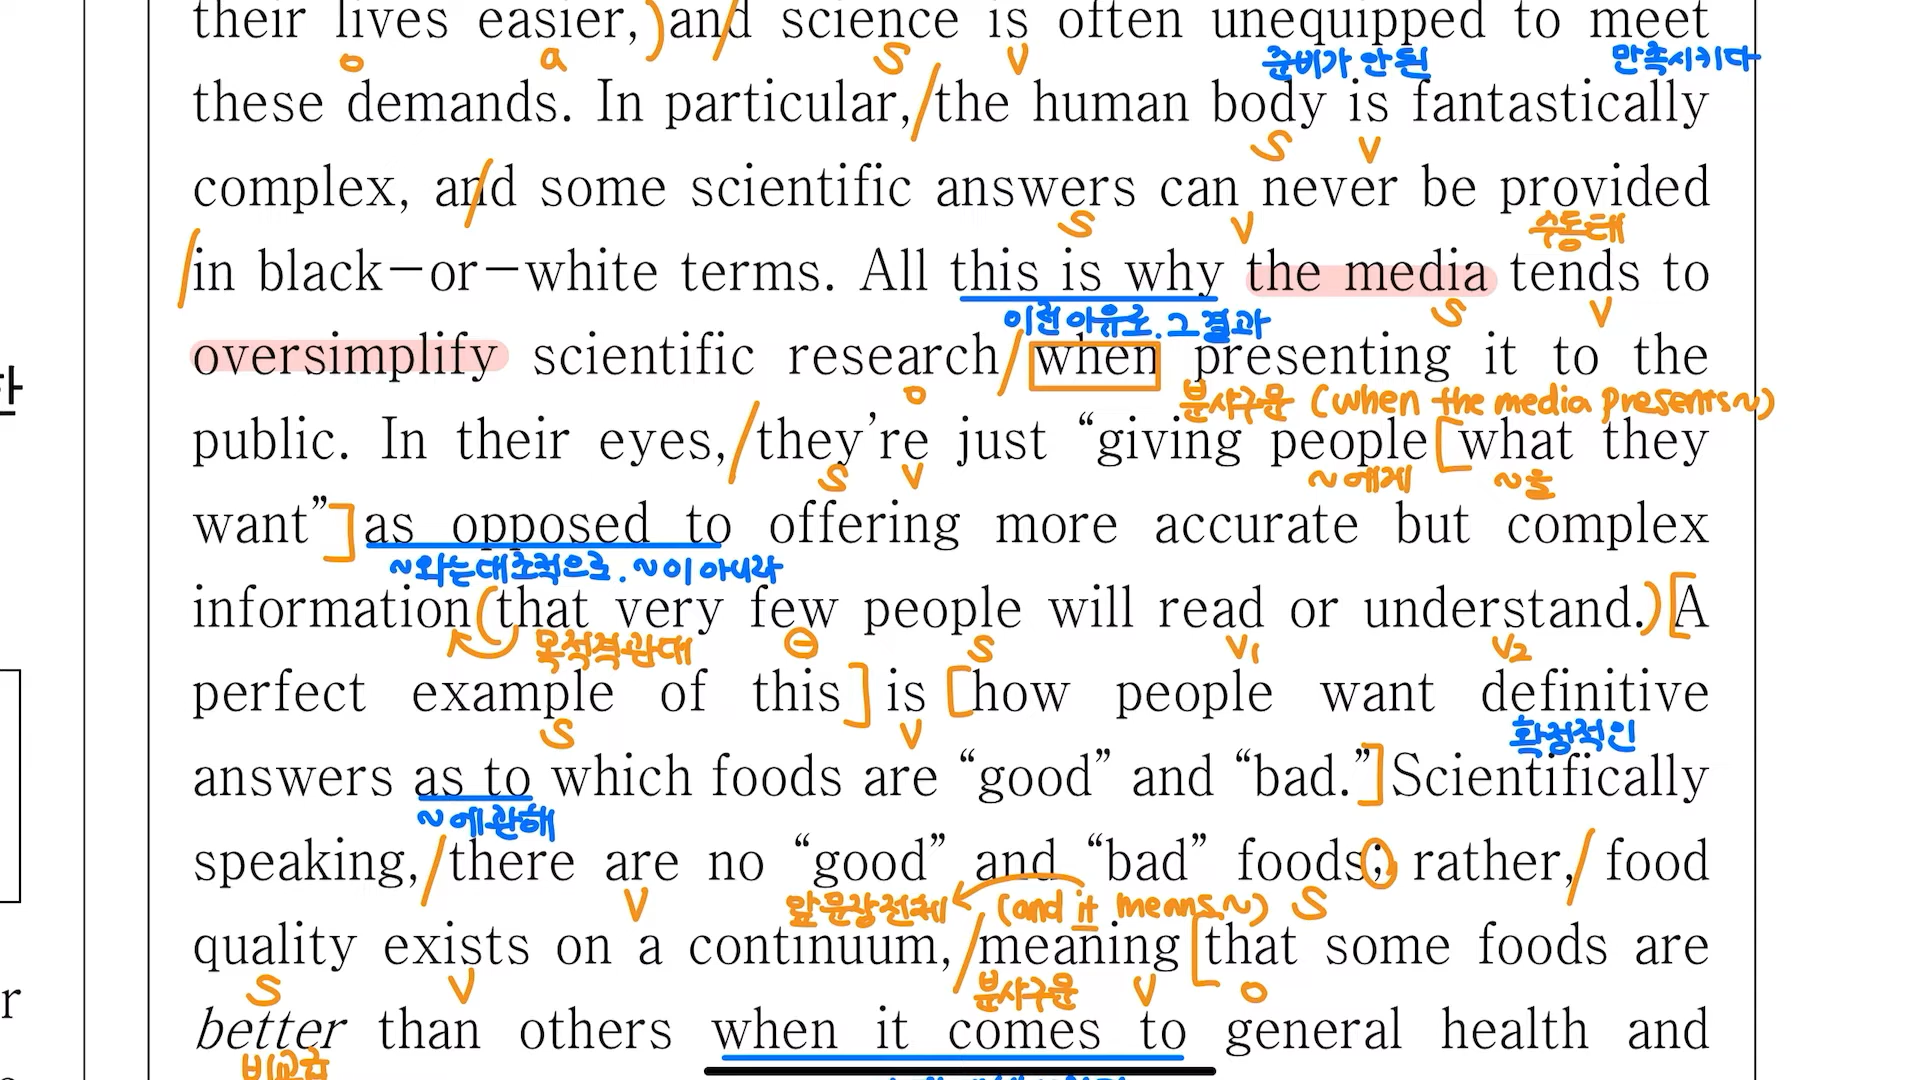 their lives easier,) and science is often unequipped to meet
o a S V 준비가 안된 만족시키다
these demands. In particular, the human body is fantastically
S V
complex, and some scientific answers can never be provided
S V 수동태
in black-or-white terms. All this is why the media tends to
이런 이유로. 그 결과 S V
한
oversimplify scientific research when presenting it to the
o 분사구문 (when the media presents~)
public. In their eyes, they're just “giving people [what they
S V ~에게 ~을
want”] as opposed to offering more accurate but complex
~와는 대조적으로. ~이 아니라
information (that very few people will read or understand.) [A
목적격관대 ⊖ S V1 V2
perfect example of this] is [how people want definitive
S V 확정적인
answers as to which foods are “good” and “bad.”] Scientifically
~에 관해
speaking, there are no “good” and “bad” foods; rather, food
V 앞문장전체 (and it means~) S
quality exists on a continuum, meaning [that some foods are
r S V 분사구문 V o
better than others when it comes to general health and
비교급